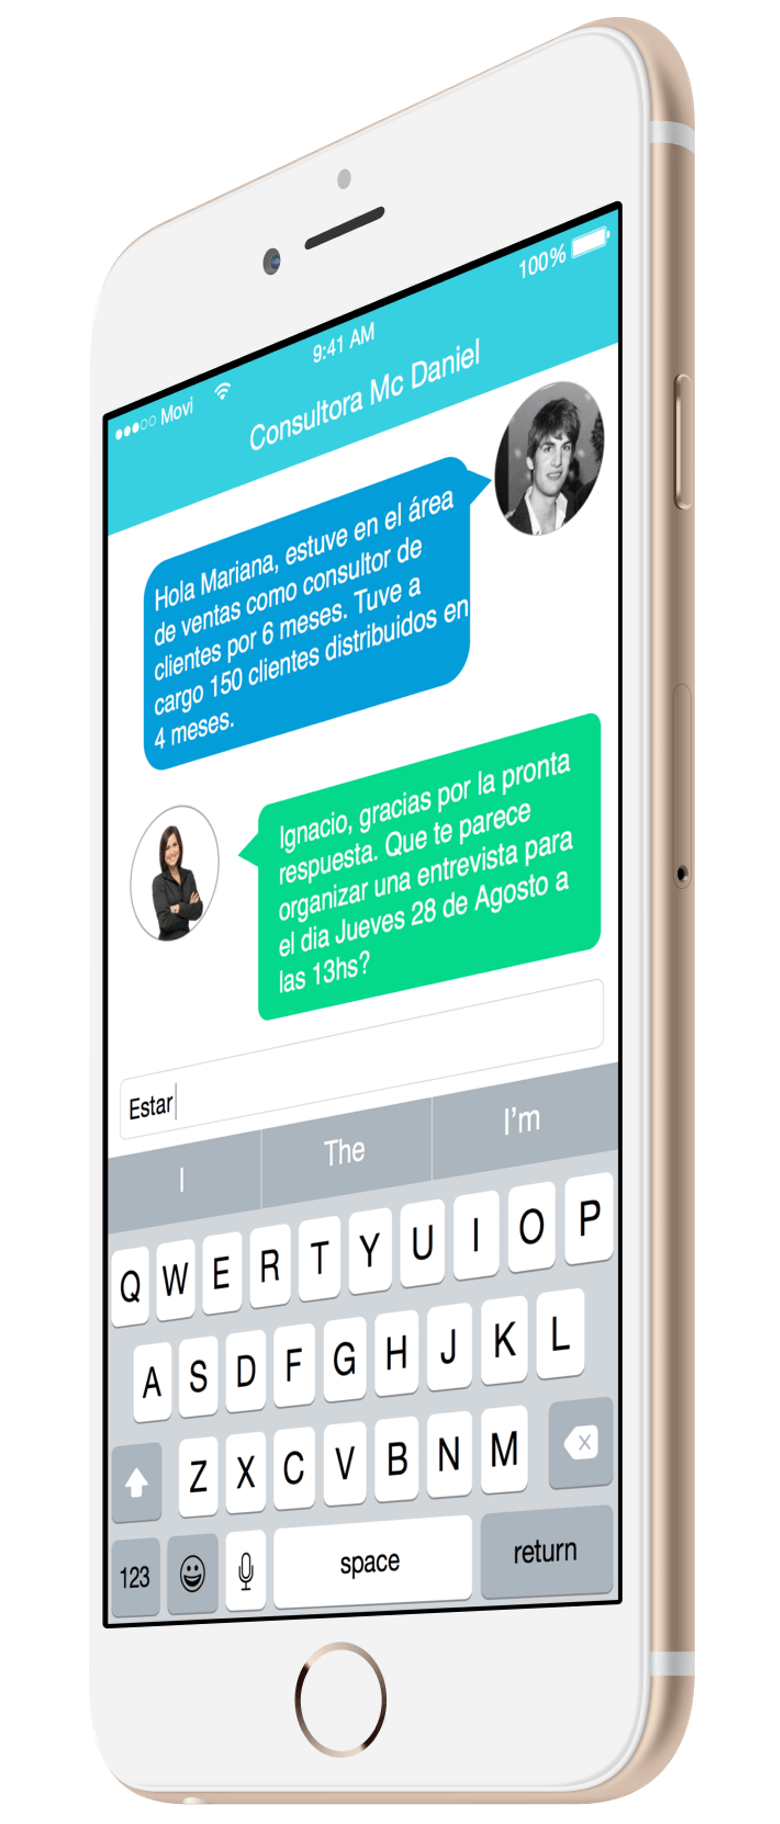 100%
9:41 AM
Movi
Consultora Mc Daniel
Hola Mariana, estuve en el área
de ventas como consultor de
clientes por 6 meses. Tuve a
cargo 150 clientes distribuidos en
4 meses.
Ignacio, gracias por la pronta
respuesta. Que te parece
organizar una entrevista para
el dia Jueves 28 de Agosto a
las 13hs?
Estar
I The I'm
Q W E R T Y U I O P
A S D F G H J K L
Z X C V B N M
123 space return